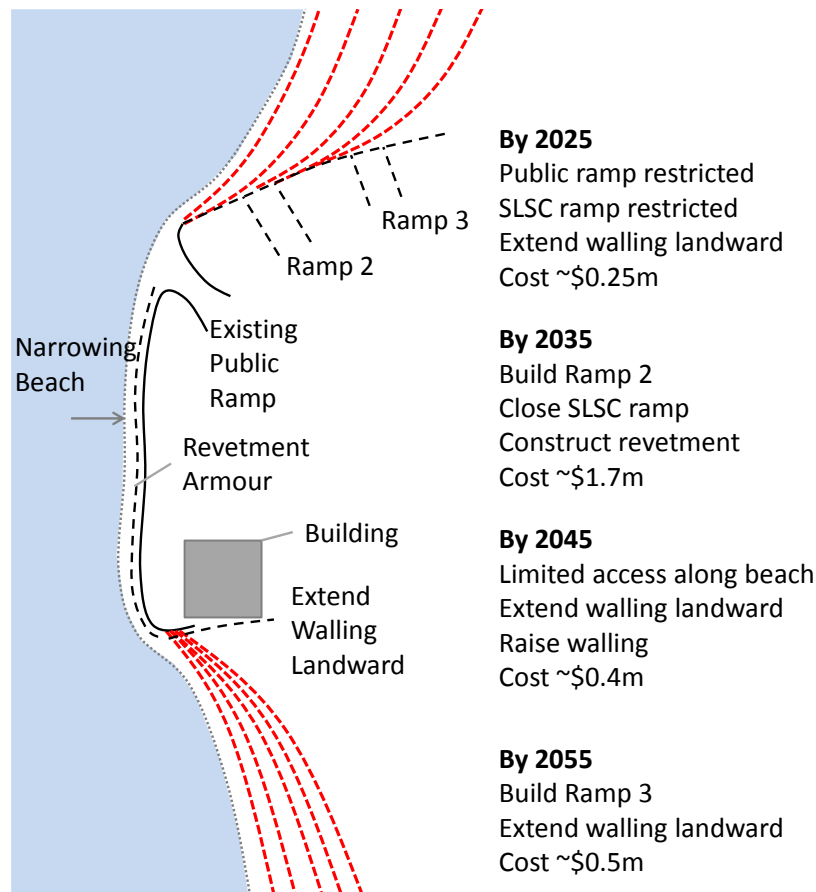 Ramp 3
Ramp 2
Existing
Public
Ramp
Narrowing
Beach
Revetment
Armour
Building
Extend
Walling
Landward
By 2025
Public ramp restricted
SLSC ramp restricted
Extend walling landward
Cost ~$0.25m
By 2035
Build Ramp 2
Close SLSC ramp
Construct revetment
Cost ~$1.7m
By 2045
Limited access along beach
Extend walling landward
Raise walling
Cost ~$0.4m
By 2055
Build Ramp 3
Extend walling landward
Cost ~$0.5m